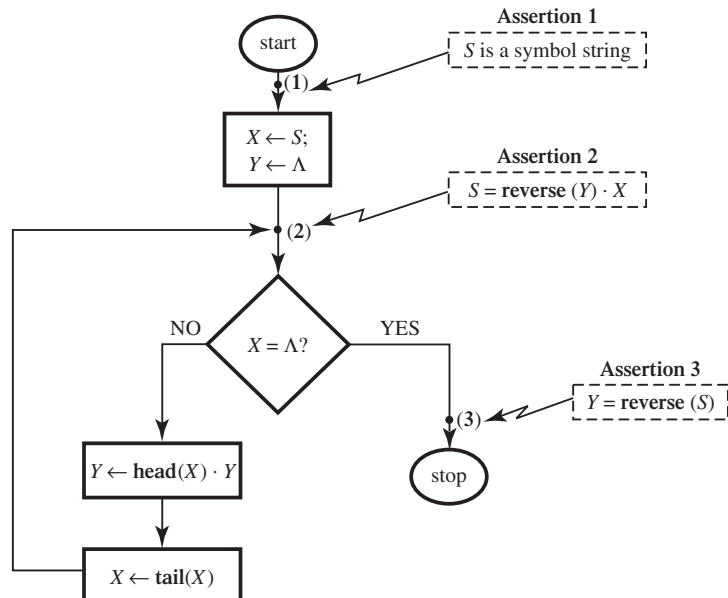 Assertion 1
start
S is a symbol string
(1)
X ← S;
Y ← Λ
Assertion 2
S = reverse (Y) · X
(2)
NO
YES
X = Λ?
Assertion 3
Y = reverse (S)
(3)
Y ← head(X) · Y
stop
X ← tail(X)